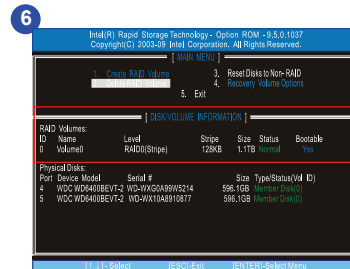 6
Intel(R) Rapid Storage Technology - Option ROM - 9.5.0.1037
Copyright(C) 2003-09 Intel Corporation. All Rights Reserved.
[ MAIN MENU ]
1. Create RAID Volume 3. Reset Disks to Non-RAID
2. Delete RAID Volume 4. Recovery Volume Options
5. Exit
[ DISK/VOLUME INFORMATION ]
RAID Volumes:
ID Name Level Stripe Size Status Bootable
0 Volume0 RAID0(Stripe) 128KB 1.1TB Normal Yes
Physical Disks:
Port Device Model Serial # Size Type/Status(Vol ID)
4 WDC WD6400BEVT-2 WD-WXG0A99W5214 596.1GB Member Disk(0)
5 WDC WD6400BEVT-2 WD-WX10A8910877 596.1GB Member Disk(0)
[↑↓]-Select [ESC]-Exit [ENTER]-Select Menu